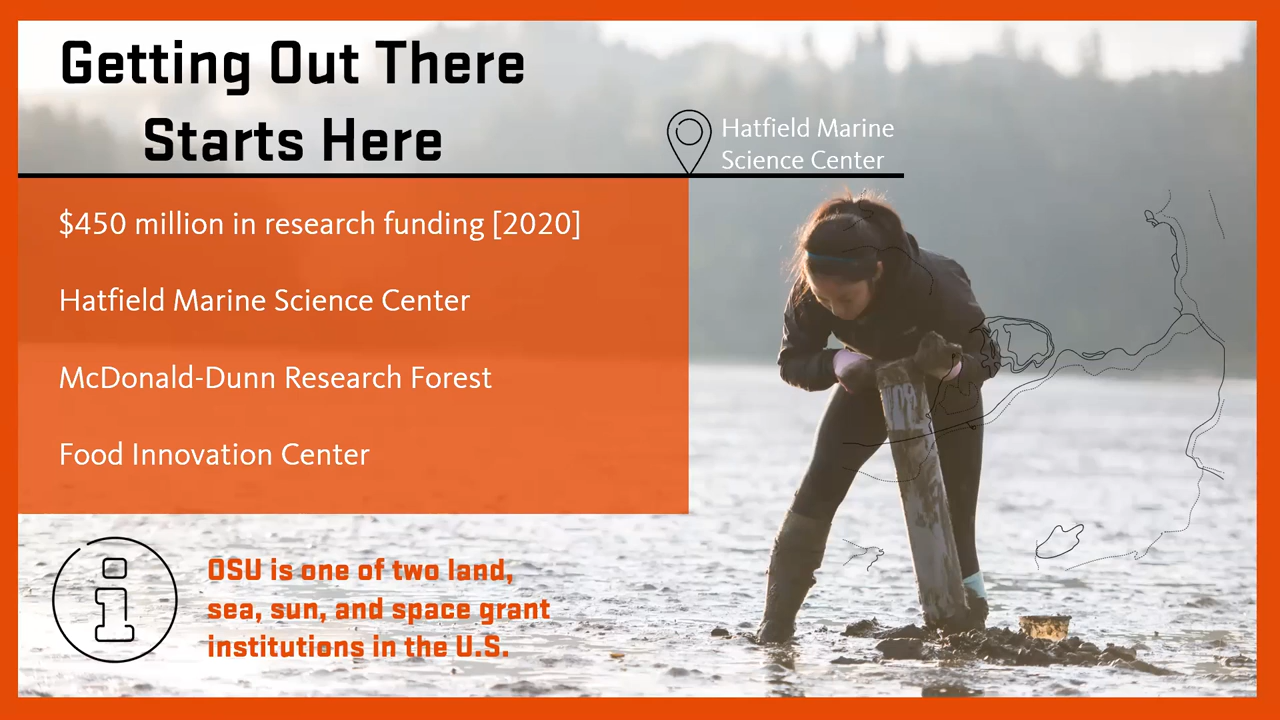 Getting Out There
Starts Here
Hatfield Marine
Science Center
$450 million in research funding [2020]
Hatfield Marine Science Center
McDonald-Dunn Research Forest
Food Innovation Center
OSU is one of two land,
sea, sun, and space grant
institutions in the U.S.